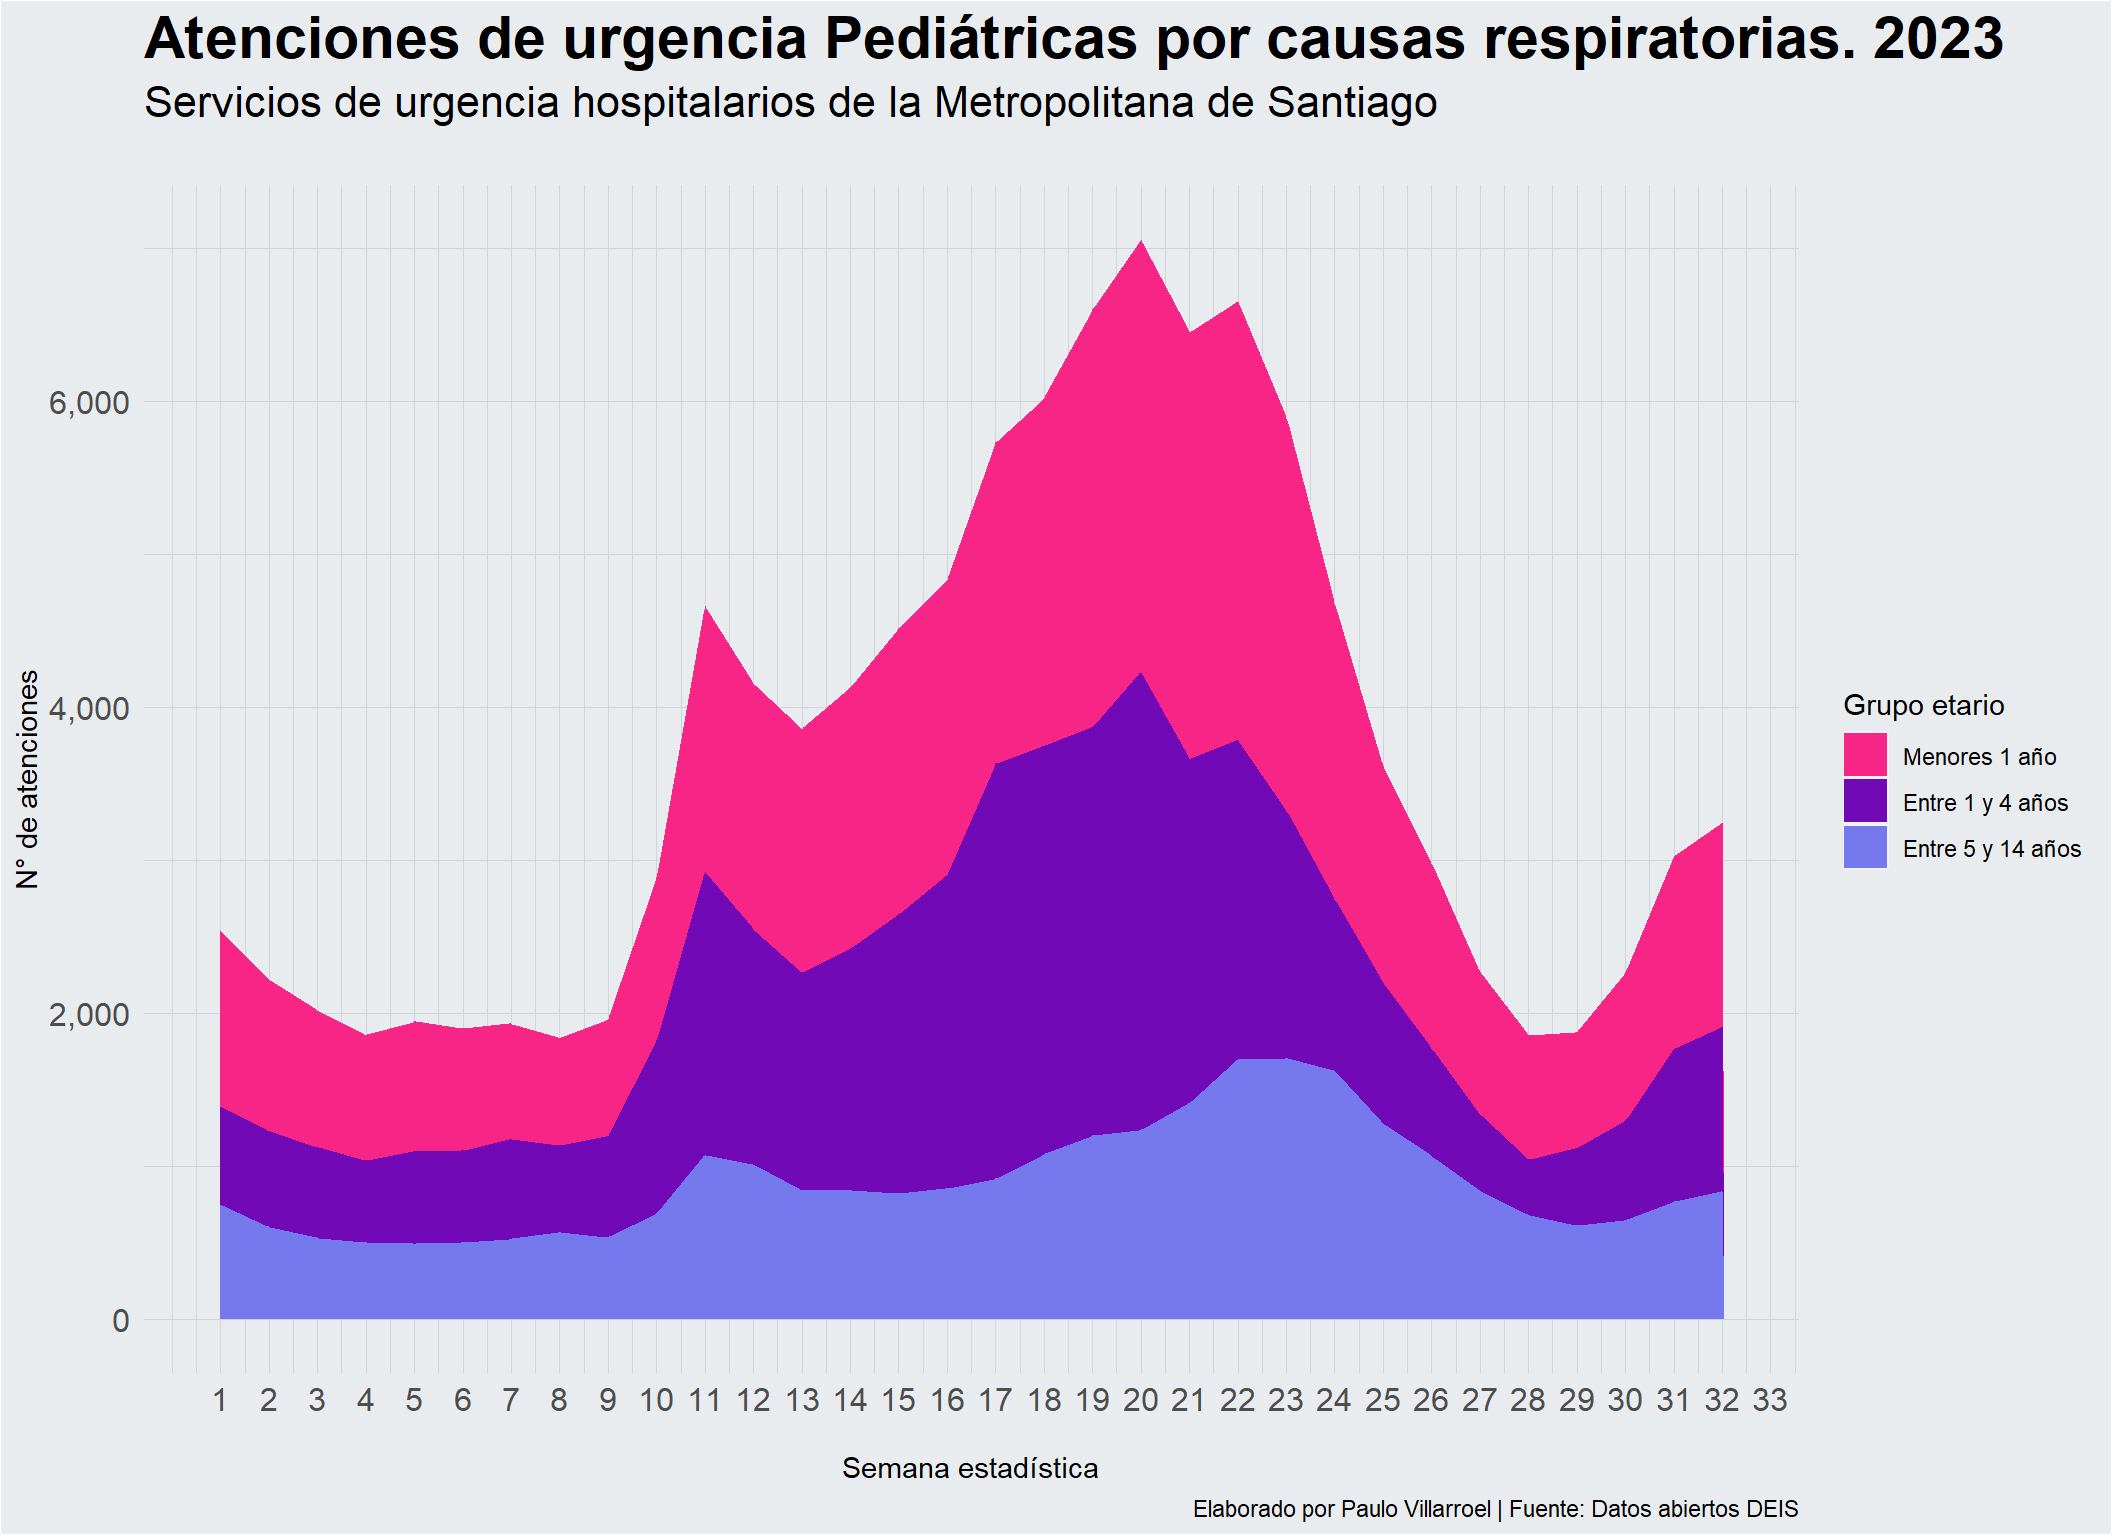 Atenciones de urgencia Pediátricas por causas respiratorias. 2023
Servicios de urgencia hospitalarios de la Metropolitana de Santiago
N° de atenciones
6,000
4,000
2,000
0
1 2 3 4 5 6 7 8 9 10 11 12 13 14 15 16 17 18 19 20 21 22 23 24 25 26 27 28 29 30 31 32 33
Semana estadística
Grupo etario
Menores 1 año
Entre 1 y 4 años
Entre 5 y 14 años
Elaborado por Paulo Villarroel | Fuente: Datos abiertos DEIS